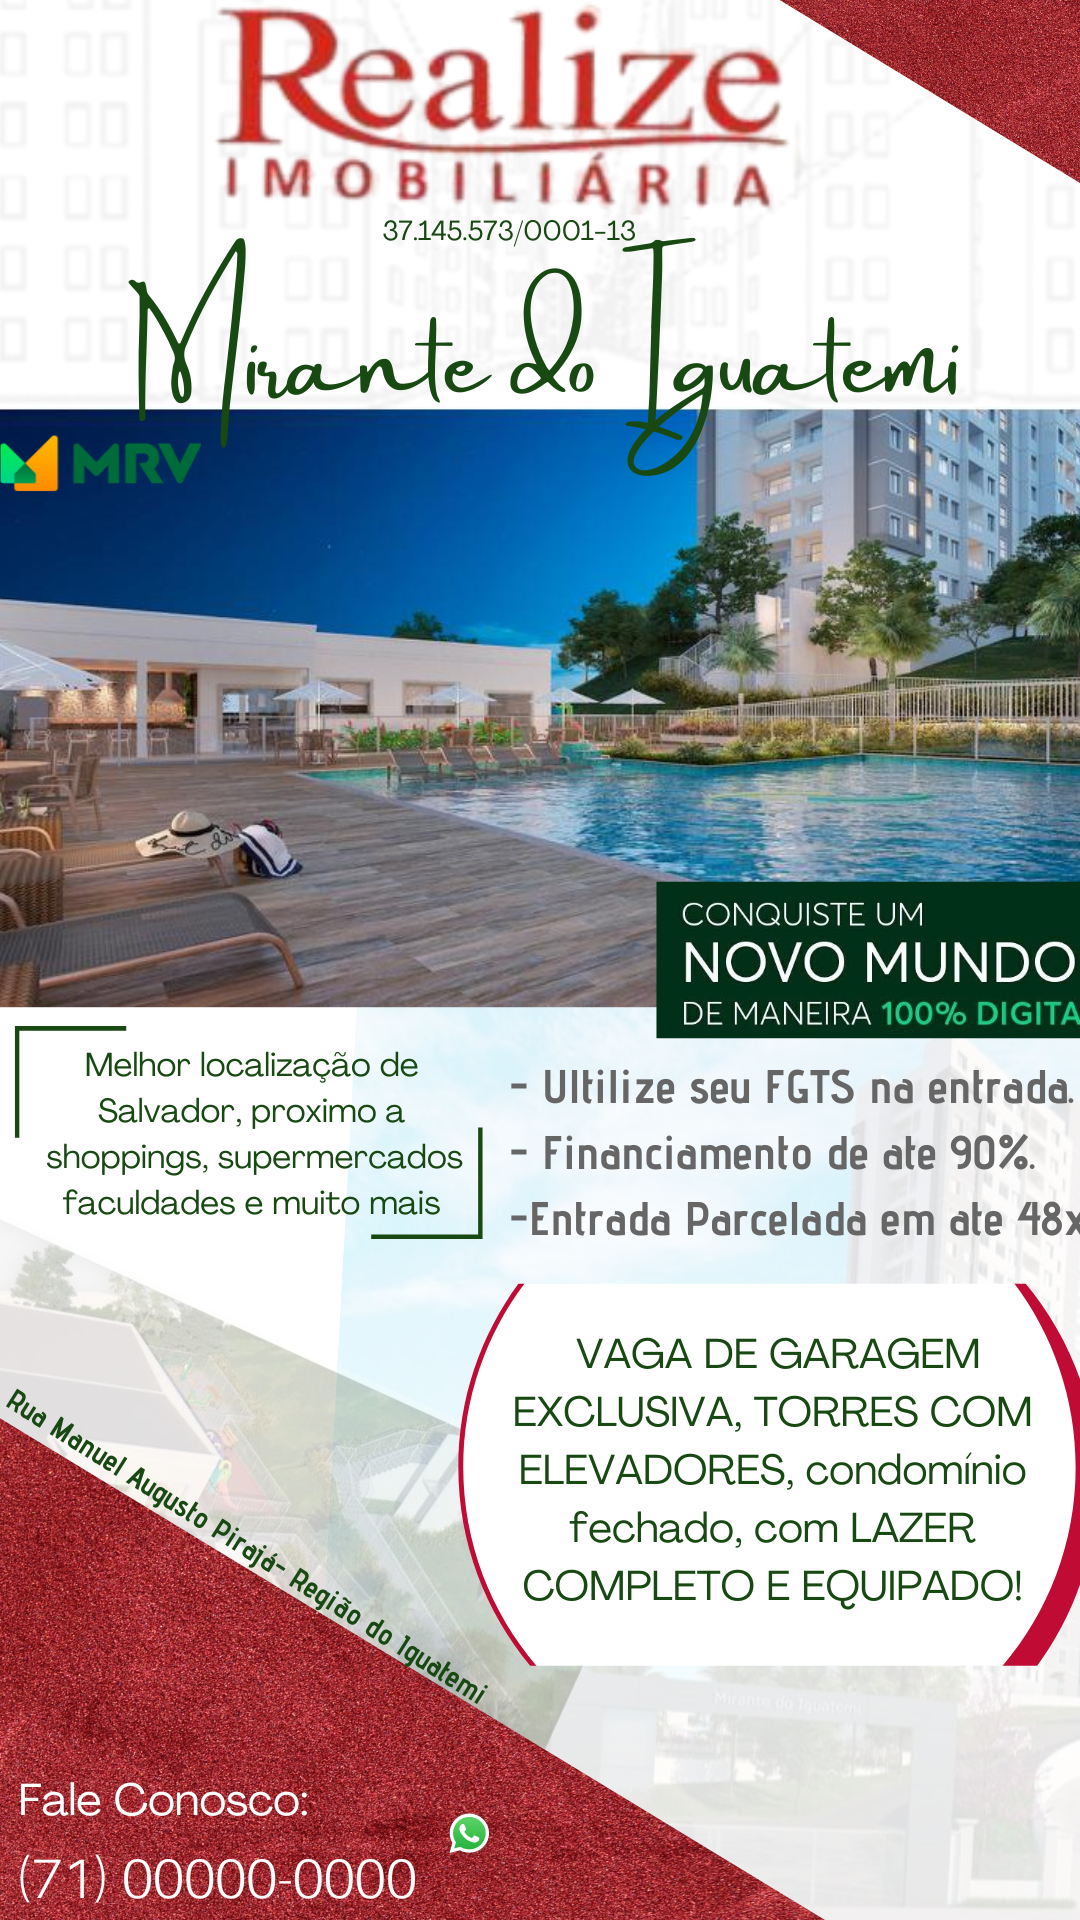 Realize
IMOBILIÁRIA
37.145.573/0001-13
Mirante do Iguatemi
MRV
CONQUISTE UM
NOVO MUNDO
DE MANEIRA 100% DIGITA
Melhor localização de
Salvador, proximo a
shoppings, supermercados
faculdades e muito mais
- Ultilize seu FGTS na entrada.
- Financiamento de ate 90%.
-Entrada Parcelada em ate 48x
VAGA DE GARAGEM
EXCLUSIVA, TORRES COM
ELEVADORES, condomínio
fechado, com LAZER
COMPLETO E EQUIPADO!
Rua Manuel Augusto Pirajá- Região do Iguatemi
Mirante do Iguatemi
Fale Conosco:
(71) 00000-0000